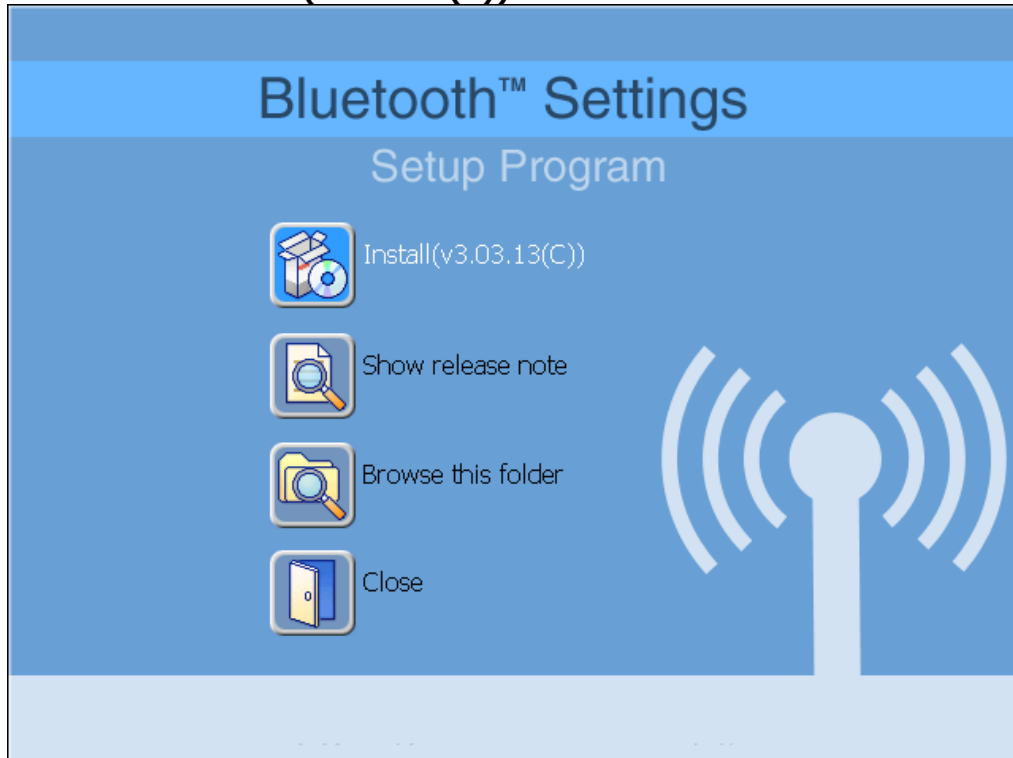 Bluetooth™ Settings
Setup Program
Install(v3.03.13(C))
Show release note
Browse this folder
Close